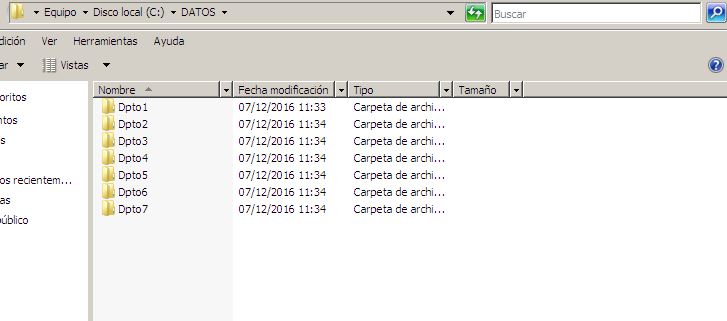 Equipo Disco local (C:) DATOS Buscar
dición Ver Herramientas Ayuda
ar Vistas
Nombre Fecha modificación Tipo Tamaño
oritos
Dpto1 07/12/2016 11:33 Carpeta de archi...
ntos
Dpto2 07/12/2016 11:34 Carpeta de archi...
s
Dpto3 07/12/2016 11:34 Carpeta de archi...
Dpto4 07/12/2016 11:34 Carpeta de archi...
os recientem...
Dpto5 07/12/2016 11:34 Carpeta de archi...
as
Dpto6 07/12/2016 11:34 Carpeta de archi...
público
Dpto7 07/12/2016 11:34 Carpeta de archi...